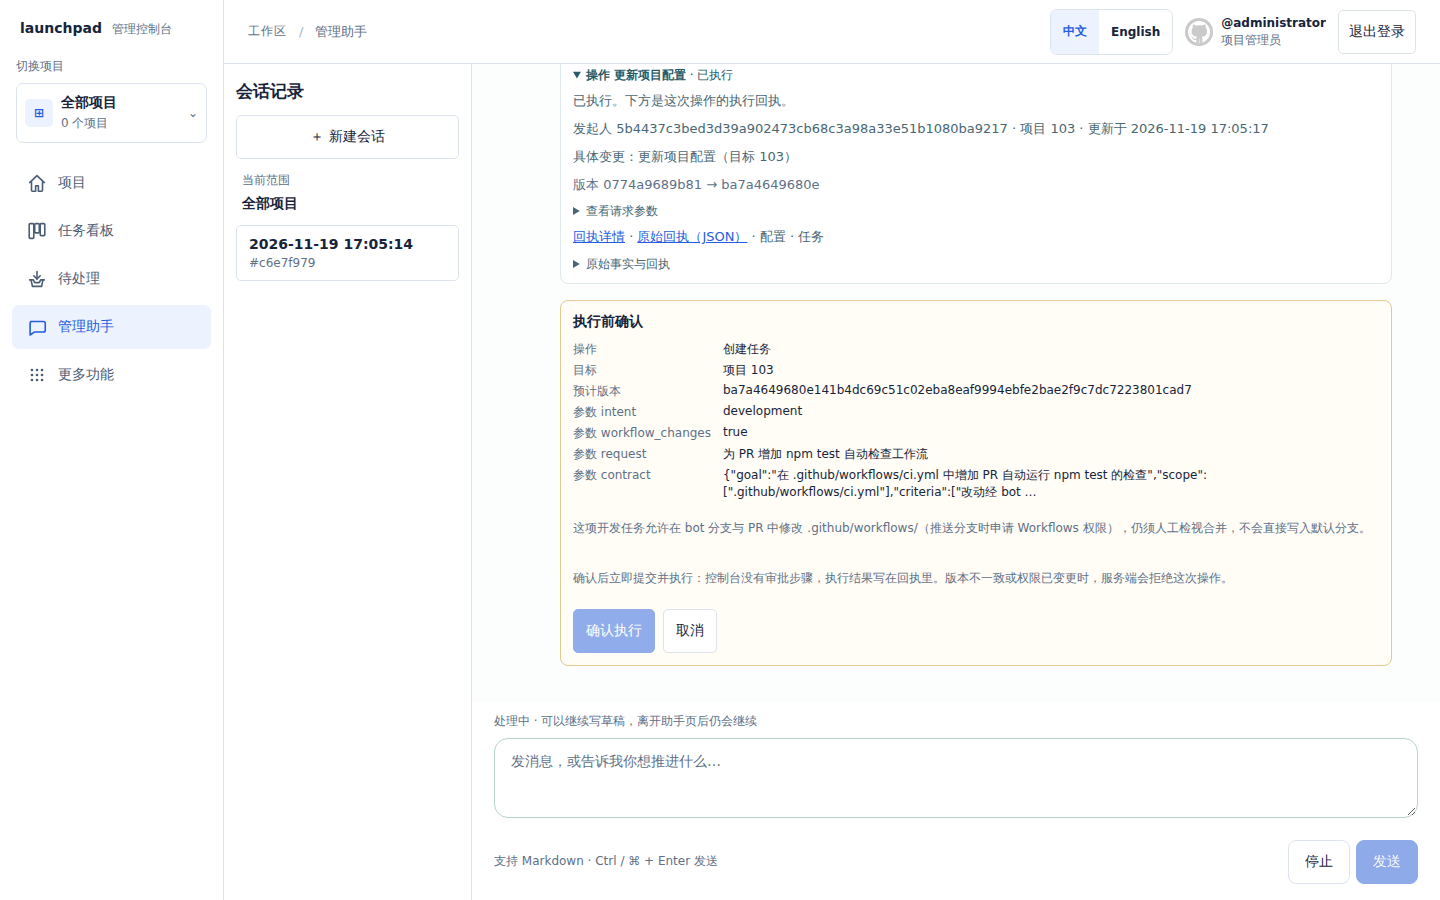 launchpad 管理控制台
切换项目
全部项目
0 个项目
项目
任务看板
待处理
管理助手
更多功能
工作区 / 管理助手
中文 English
@administrator
项目管理员
退出登录
会话记录
+ 新建会话
当前范围
全部项目
2026-11-19 17:05:14
#c6e7f979
▼ 操作 更新项目配置 · 已执行
已执行。下方是这次操作的执行回执。
发起人 5b4437c3bed3d39a902473cb68c3a98a33e51b1080ba9217 · 项目 103 · 更新于 2026-11-19 17:05:17
具体变更：更新项目配置（目标 103）
版本 0774a9689b81 → ba7a4649680e
▶ 查看请求参数
回执详情 · 原始回执（JSON） · 配置 · 任务
▶ 原始事实与回执
执行前确认
操作 创建任务
目标 项目 103
预计版本 ba7a4649680e141b4dc69c51c02eba8eaf9994ebfe2bae2f9c7dc7223801cad7
参数 intent development
参数 workflow_changes true
参数 request 为 PR 增加 npm test 自动检查工作流
参数 contract {"goal":"在 .github/workflows/ci.yml 中增加 PR 自动运行 npm test 的检查","scope":
[".github/workflows/ci.yml"],"criteria":["改动经 bot …
这项开发任务允许在 bot 分支与 PR 中修改 .github/workflows/（推送分支时申请 Workflows 权限），仍须人工检视合并，不会直接写入默认分支。
确认后立即提交并执行：控制台没有审批步骤，执行结果写在回执里。版本不一致或权限已变更时，服务端会拒绝这次操作。
确认执行 取消
处理中 · 可以继续写草稿，离开助手页后仍会继续
发消息，或告诉我你想推进什么…
支持 Markdown · Ctrl / ⌘ + Enter 发送
停止 发送